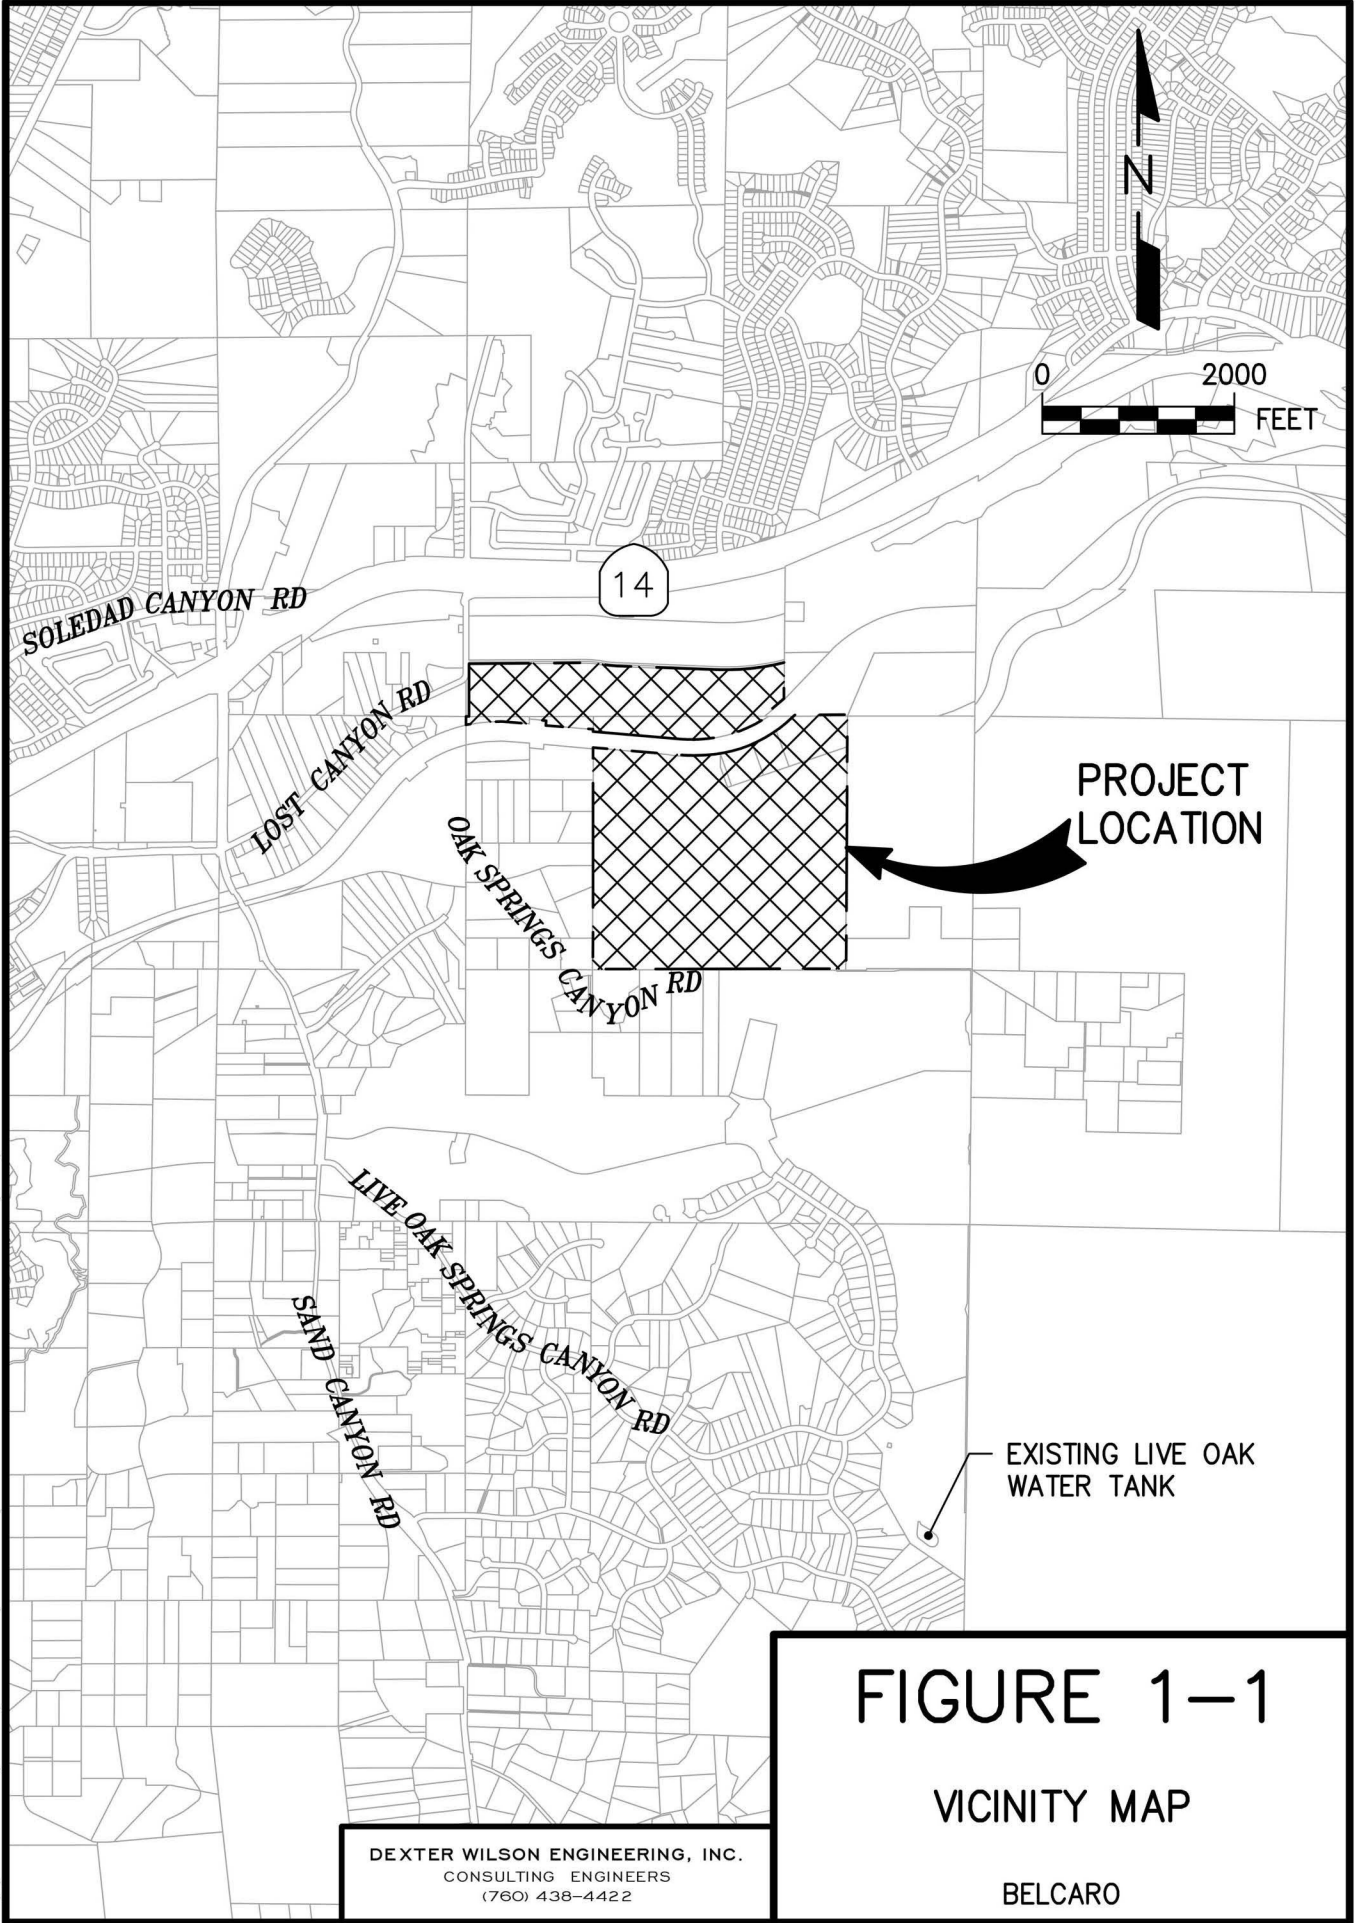 N
0 2000
FEET
14
SOLEDAD CANYON RD
LOST CANYON RD
PROJECT
LOCATION
OAK SPRINGS CANYON RD
LIVE OAK SPRINGS CANYON RD
SAND CANYON RD
EXISTING LIVE OAK
WATER TANK
FIGURE 1-1
VICINITY MAP
BELCARO
DEXTER WILSON ENGINEERING, INC.
CONSULTING ENGINEERS
(760) 438-4422